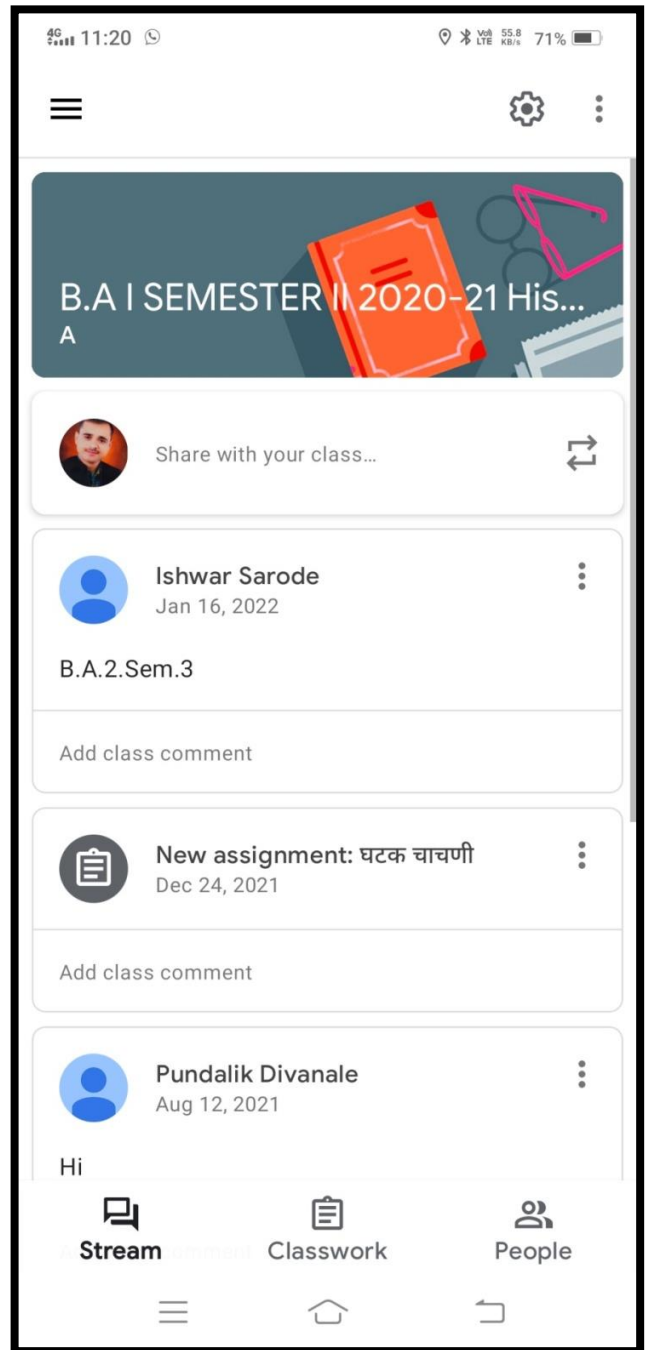 4G 11:20 VoLTE 55.8 KB/s 71%
B.A I SEMESTER II 2020-21 His...
A
Share with your class...
Ishwar Sarode
Jan 16, 2022
B.A.2.Sem.3
Add class comment
New assignment: घटक चाचणी
Dec 24, 2021
Add class comment
Pundalik Divanale
Aug 12, 2021
Hi
Stream Classwork People